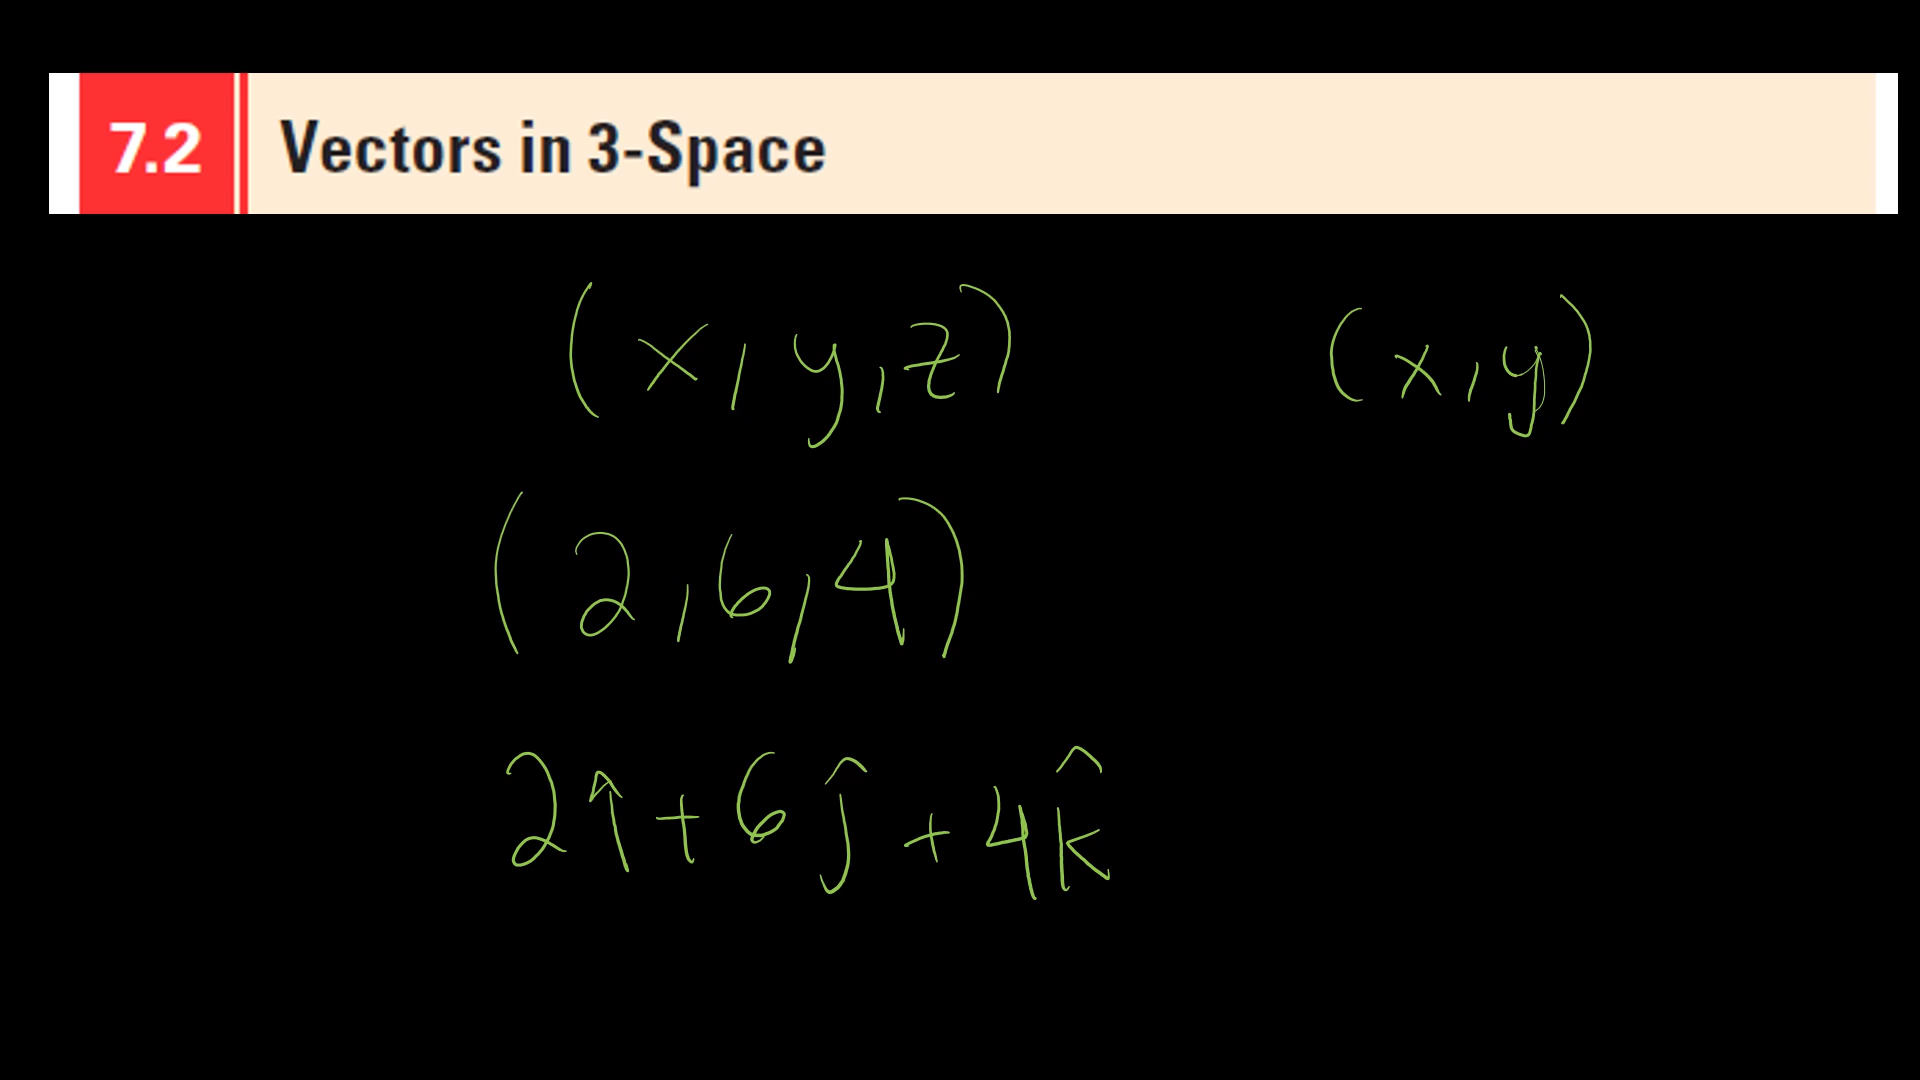 7.2 Vectors in 3-Space
(x, y, z) (x, y)
(2, 6, 4)
2î + 6ĵ + 4k̂